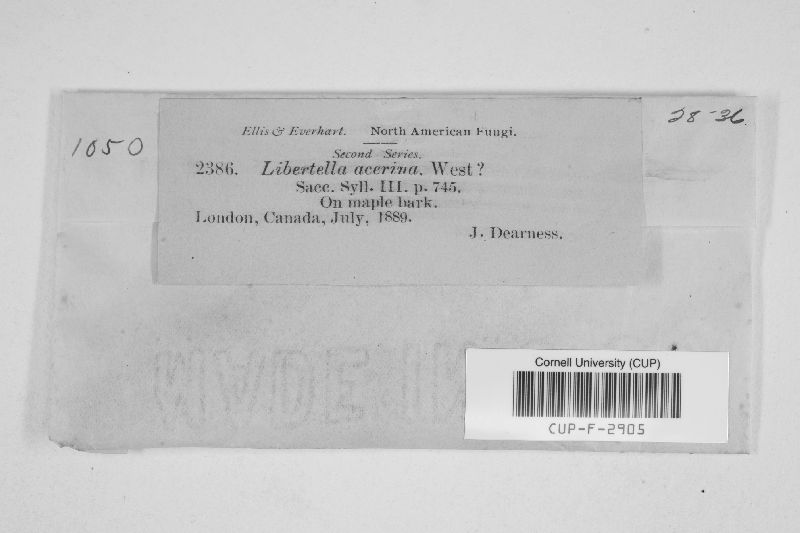 1050
28-36
Ellis & Everhart. North American Fungi.
Second Series.
2386. Libertella acerina. West?
Sacc. Syll. III. p. 745.
On maple bark.
London, Canada, July, 1889.
J. Dearness.
MADE
Cornell University (CUP)
CUP-F-2905